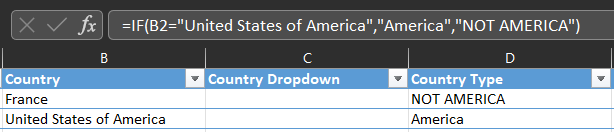 fx =IF(B2="United States of America","America","NOT AMERICA")
B C D
Country Country Dropdown Country Type
France NOT AMERICA
United States of America America